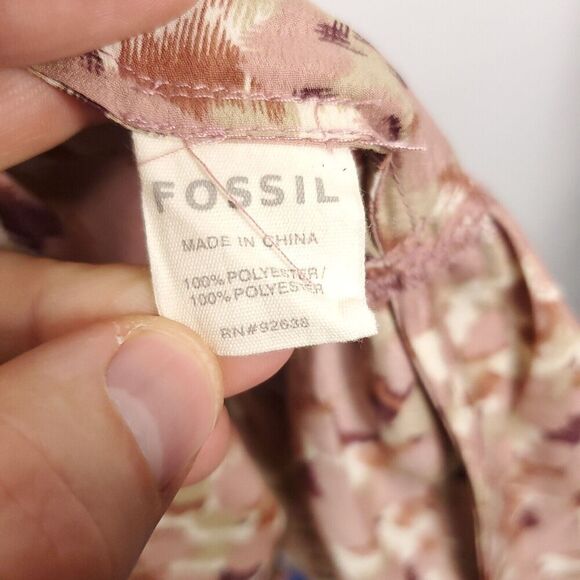 FOSSIL
MADE IN CHINA
100% POLYESTER/
100% POLYESTER
RN#92638